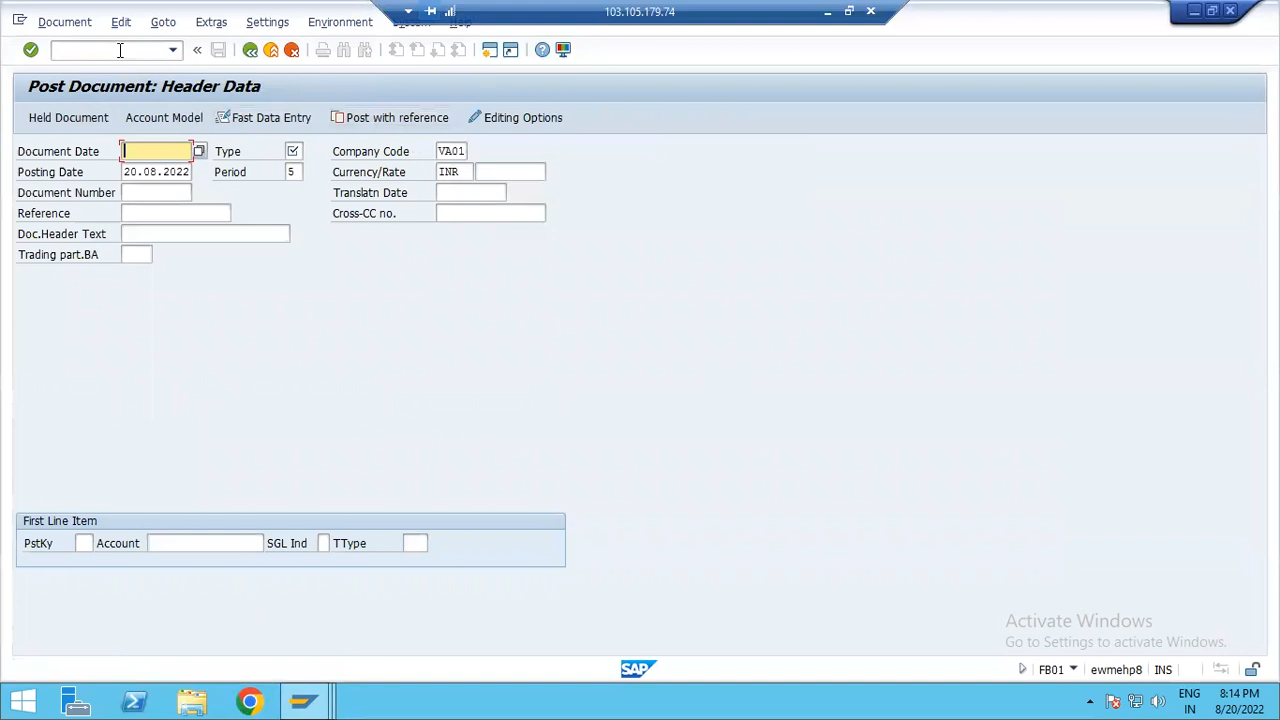 103.105.179.74
Document Edit Goto Extras Settings Environment System Help
Post Document: Header Data
Held Document Account Model Fast Data Entry Post with reference Editing Options
Document Date Type Company Code VA01
Posting Date 20.08.2022 Period 5 Currency/Rate INR
Document Number Translatn Date
Reference Cross-CC no.
Doc.Header Text
Trading part.BA
First Line Item
PstKy Account SGL Ind TType
Activate Windows
Go to Settings to activate Windows.
SAP FB01 ewmehp8 INS
ENG 8:14 PM
IN 8/20/2022